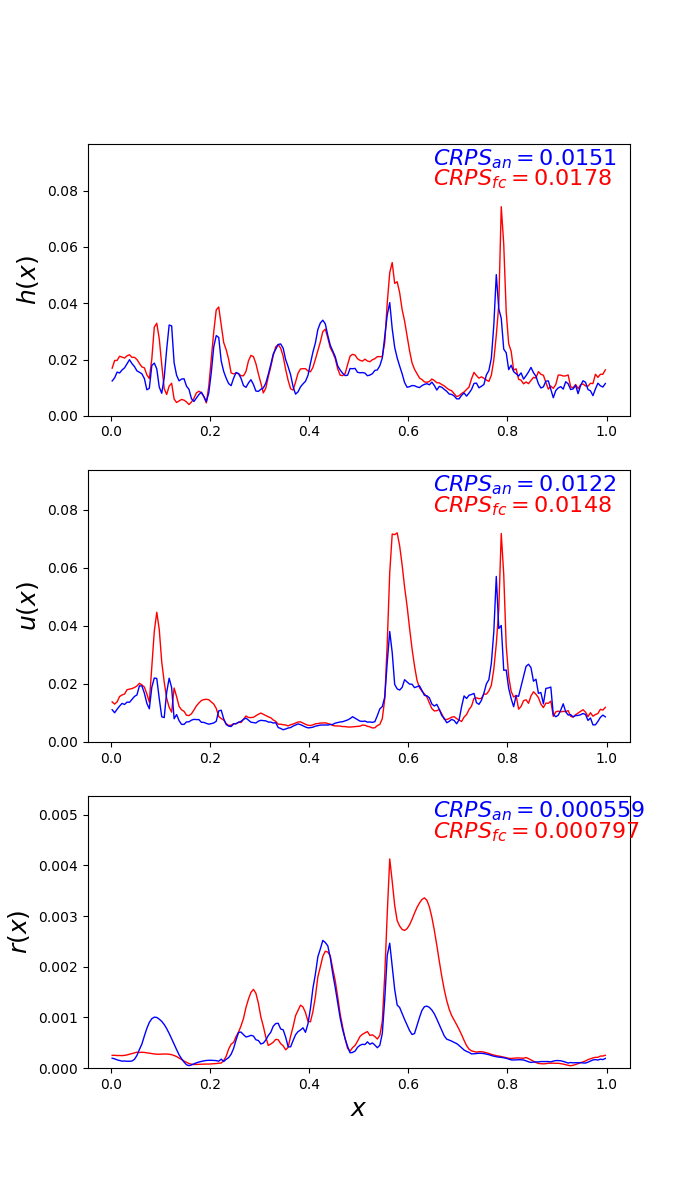 CRPS_an = 0.0151
CRPS_fc = 0.0178
0.08
0.06
0.04
0.02
0.00
h(x)
0.0 0.2 0.4 0.6 0.8 1.0
CRPS_an = 0.0122
CRPS_fc = 0.0148
0.08
0.06
0.04
0.02
0.00
u(x)
0.0 0.2 0.4 0.6 0.8 1.0
CRPS_an = 0.000559
CRPS_fc = 0.000797
0.005
0.004
0.003
0.002
0.001
0.000
r(x)
0.0 0.2 0.4 0.6 0.8 1.0
x